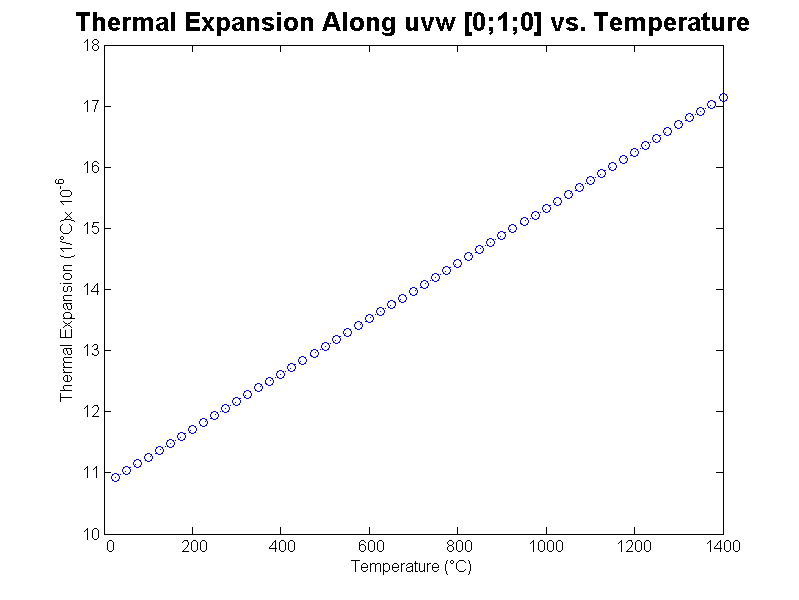 Thermal Expansion Along uvw [0;1;0] vs. Temperature
18
17
16
15
14
13
12
11
10
Thermal Expansion (1/°C)x 10-6
0 200 400 600 800 1000 1200 1400
Temperature (°C)